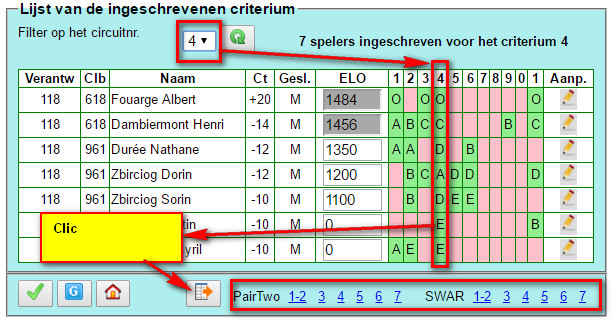 Lijst van de ingeschrevenen criterium
Filter op het circuitnr.
4
7 spelers ingeschreven voor het criterium 4
Verantw Clb Naam Ct Gesl. ELO 1 2 3 4 5 6 7 8 9 0 1 Aanp.
118 618 Fouarge Albert +20 M 1484 O O O O
118 618 Dambiermont Henri -14 M 1456 A B C C B C
118 961 Durée Nathane -12 M 1350 A A D B
118 961 Zbirciog Dorin -12 M 1200 B C A D D D
118 961 Zbirciog Sorin -10 M 1100 B D E E
tin -10 M 0 E B
yril -10 M 0 A E E
Clic
G
PairTwo 1-2 3 4 5 6 7 SWAR 1-2 3 4 5 6 7